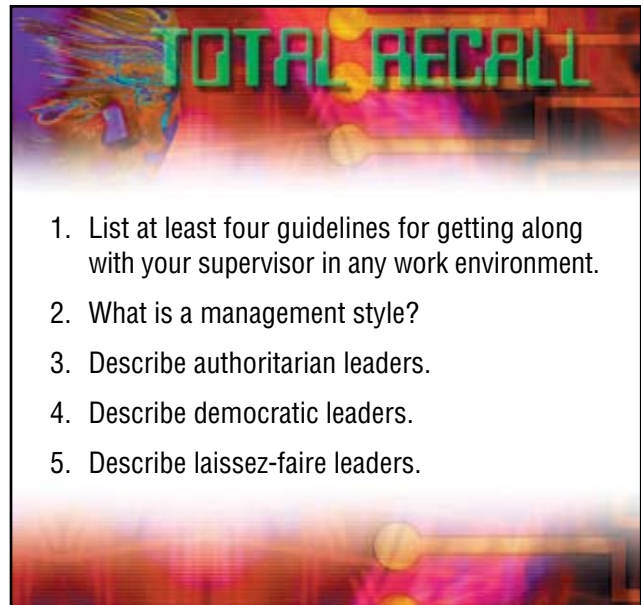 TOTAL RECALL
1. List at least four guidelines for getting along
with your supervisor in any work environment.
2. What is a management style?
3. Describe authoritarian leaders.
4. Describe democratic leaders.
5. Describe laissez-faire leaders.